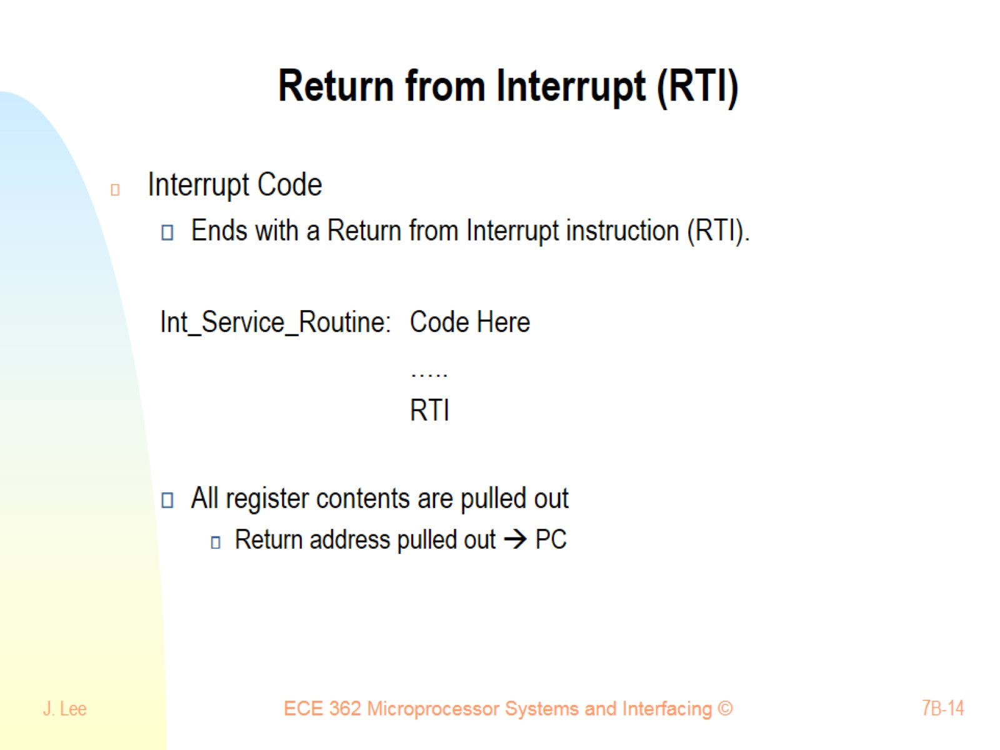 Return from Interrupt (RTI)
Interrupt Code
Ends with a Return from Interrupt instruction (RTI).
Int_Service_Routine: Code Here
.....
RTI
All register contents are pulled out
Return address pulled out → PC
J. Lee
ECE 362 Microprocessor Systems and Interfacing ©
7B-14